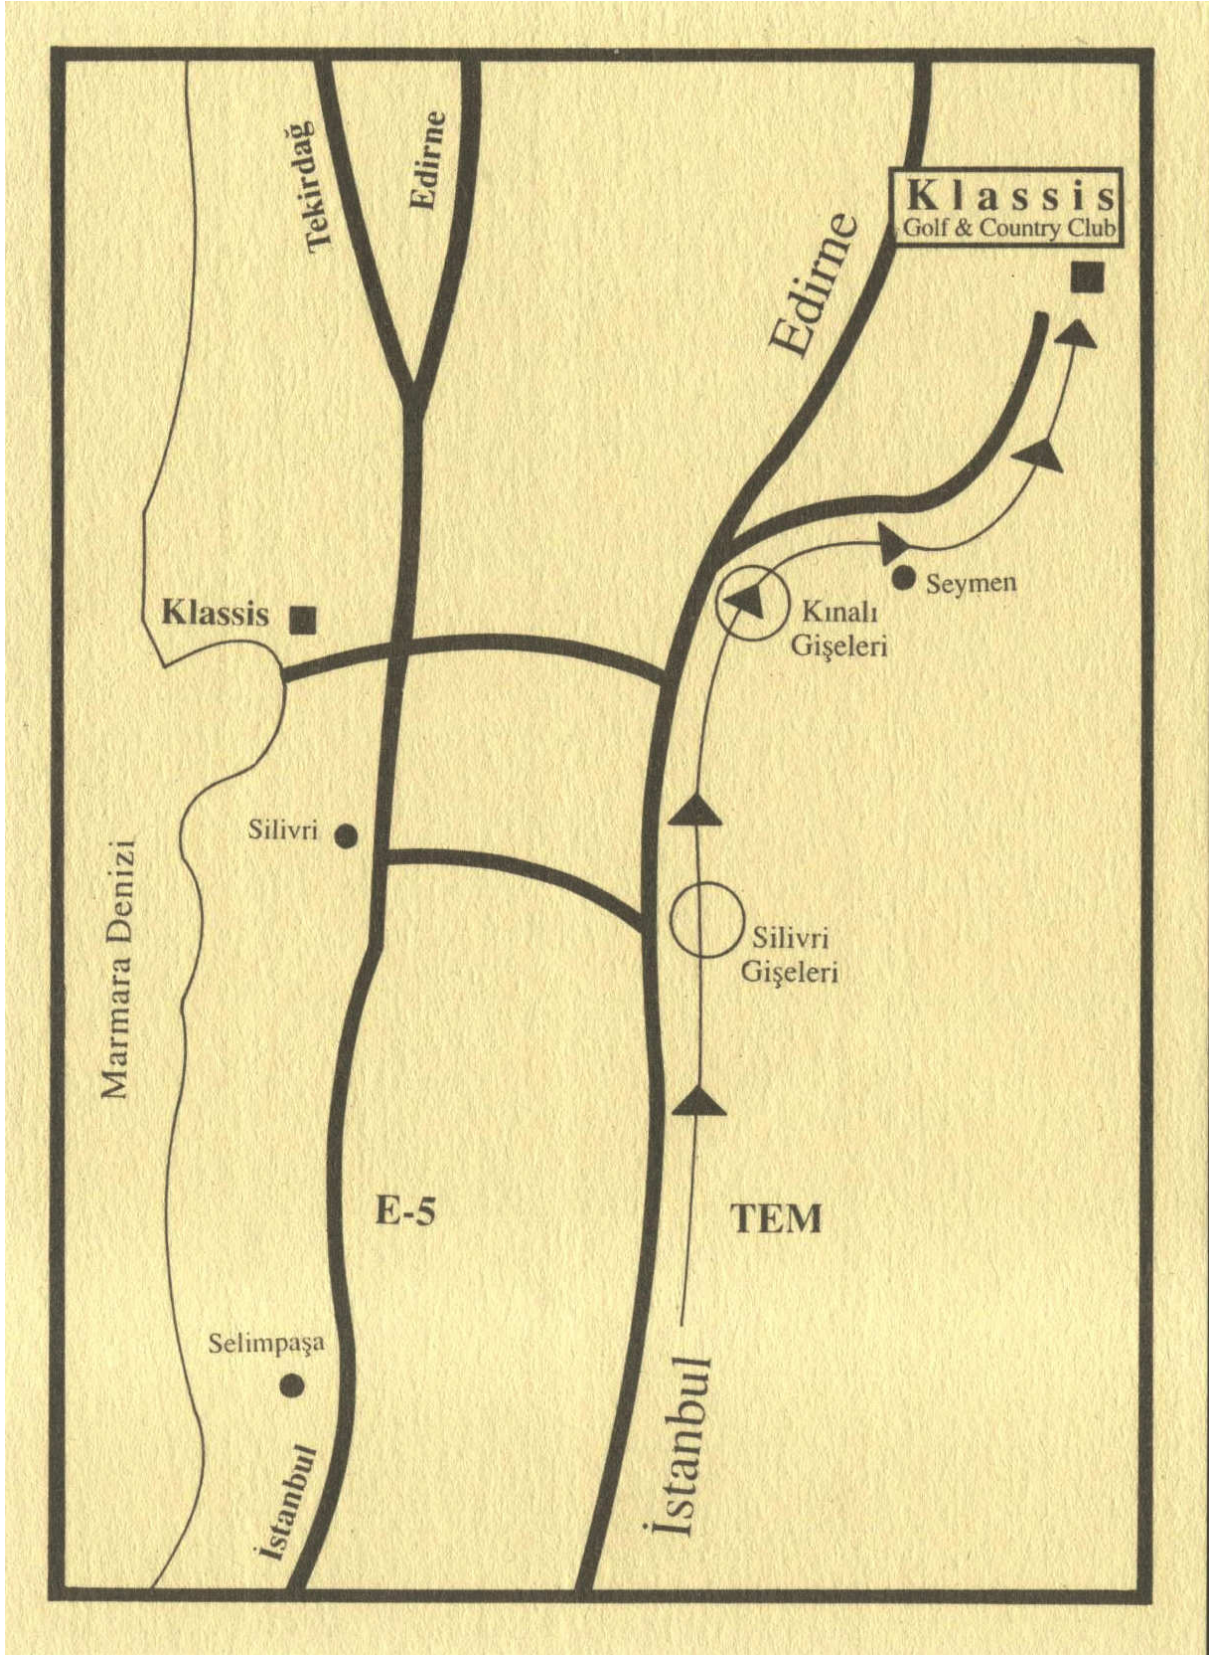 Tekirdağ
Edirne
Edirne
Klassis
Golf & Country Club
Seymen
Klassis
Kınalı
Gişeleri
Silivri
Marmara Denizi
Silivri
Gişeleri
E-5
TEM
Selimpaşa
İstanbul
İstanbul